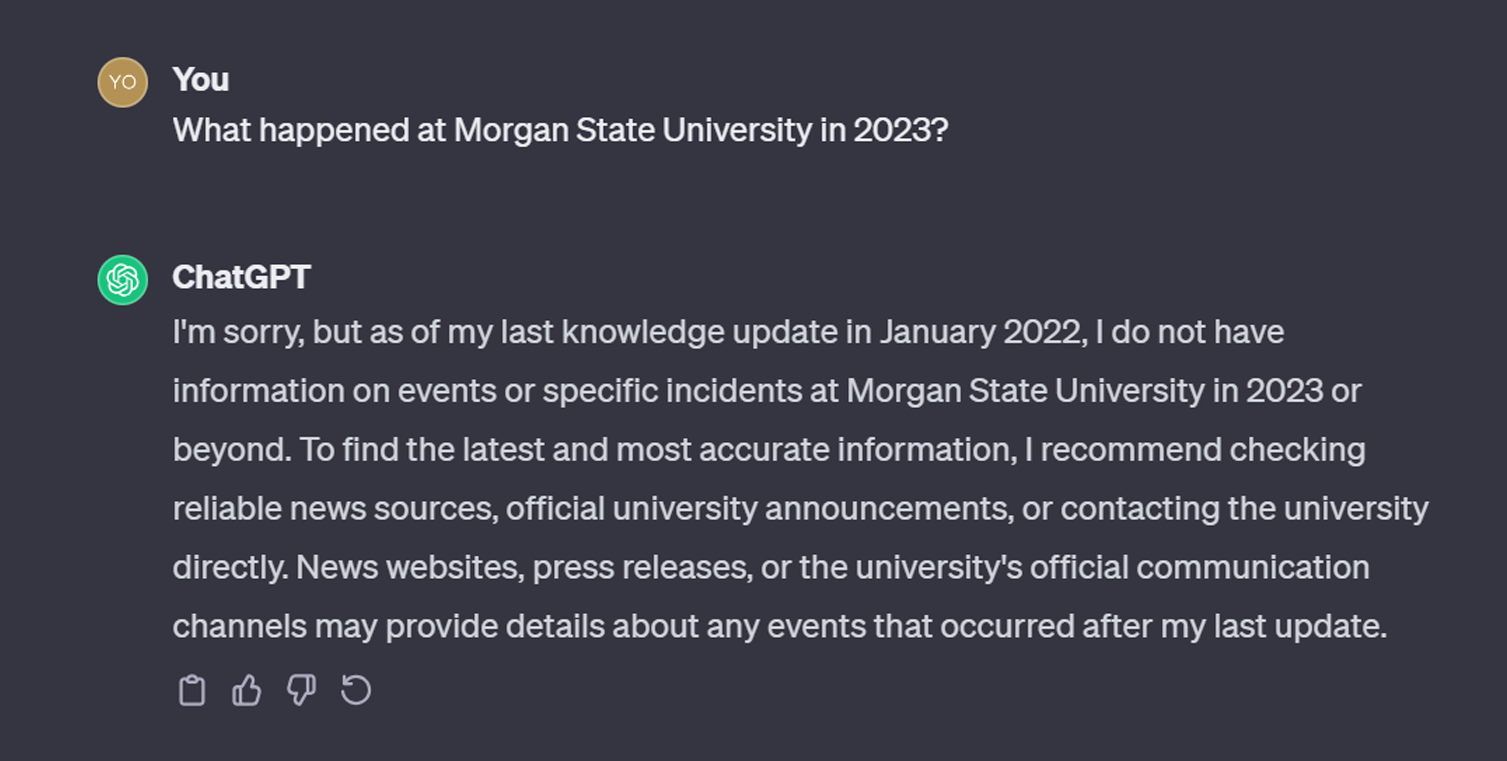 YO
You
What happened at Morgan State University in 2023?
ChatGPT
I'm sorry, but as of my last knowledge update in January 2022, I do not have
information on events or specific incidents at Morgan State University in 2023 or
beyond. To find the latest and most accurate information, I recommend checking
reliable news sources, official university announcements, or contacting the university
directly. News websites, press releases, or the university's official communication
channels may provide details about any events that occurred after my last update.